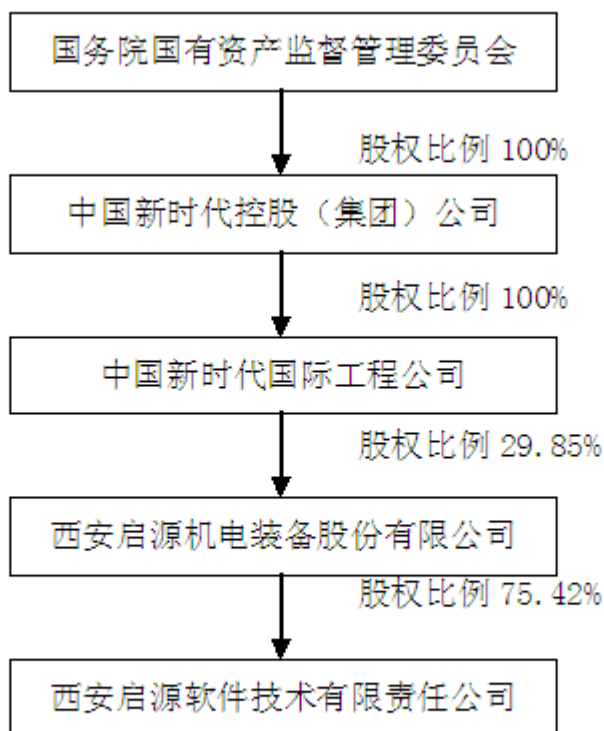 国务院国有资产监督管理委员会
股权比例 100%
中国新时代控股（集团）公司
股权比例 100%
中国新时代国际工程公司
股权比例 29.85%
西安启源机电装备股份有限公司
股权比例 75.42%
西安启源软件技术有限责任公司